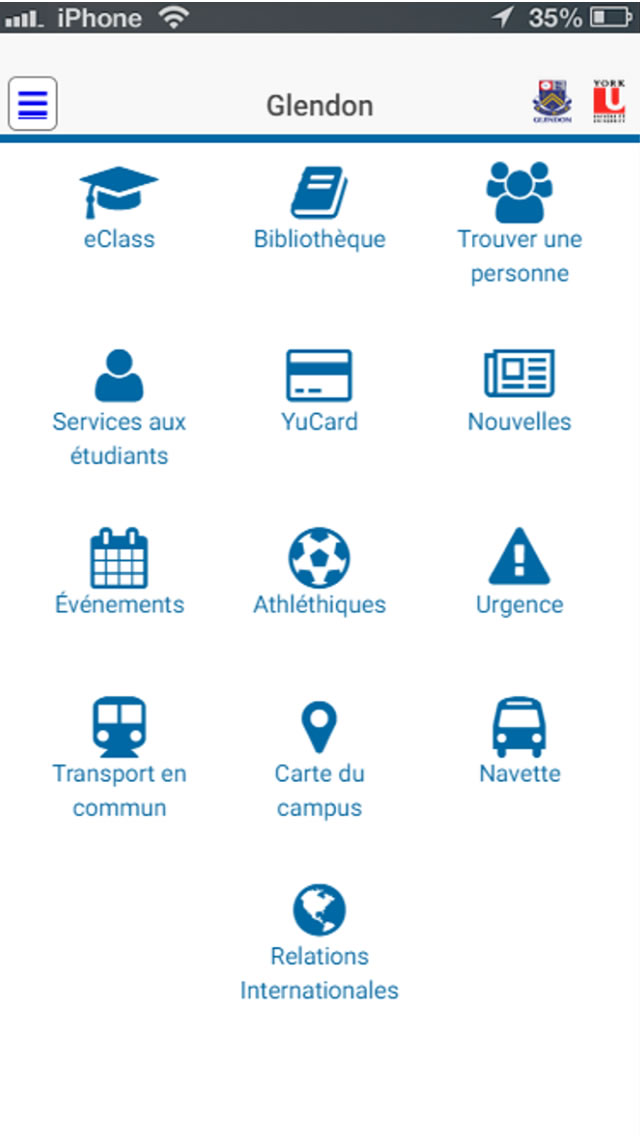 iPhone 35%
Glendon
GLENDON
YORK
U
eClass Bibliothèque Trouver une
personne
Services aux YuCard Nouvelles
étudiants
Événements Athléthiques Urgence
Transport en Carte du Navette
commun campus
Relations
Internationales